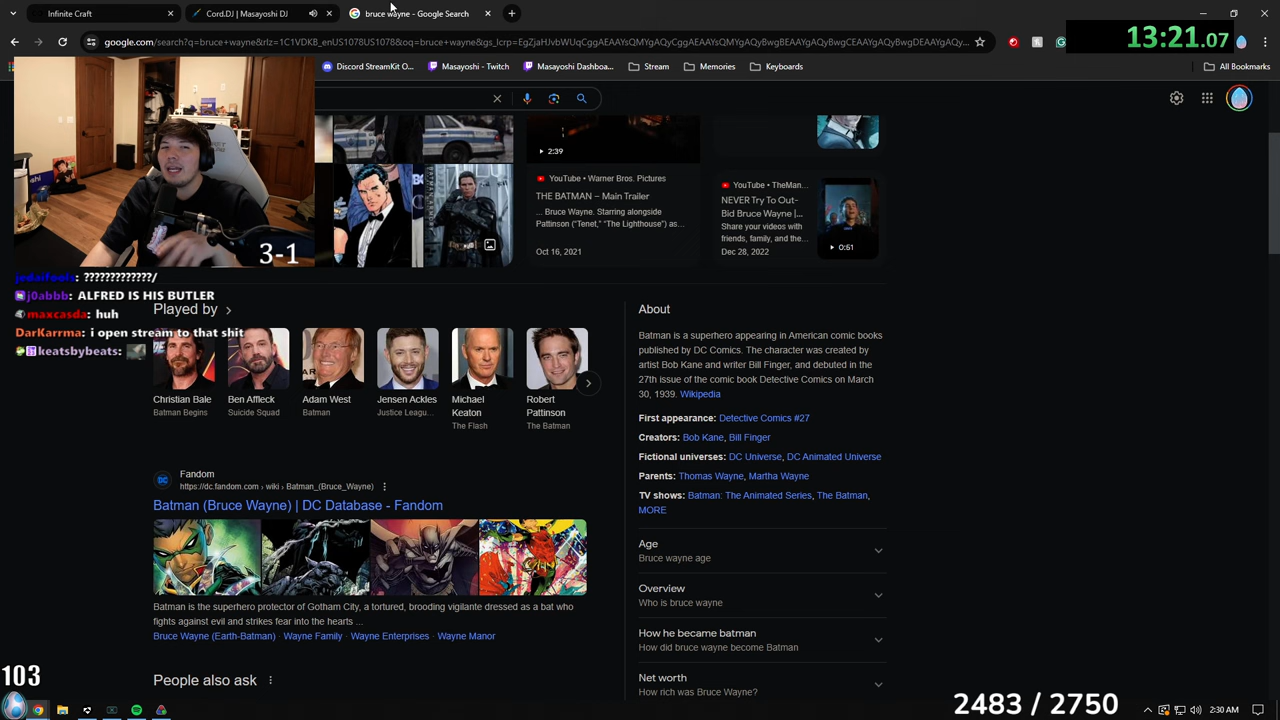 Infinite Craft
Cord.DJ | Masayoshi DJ
bruce wayne - Google Search
13:21.07
google.com/search?q=bruce+wayne&rlz=1C1VDKB_enUS1078US1078&oq=bruce+wayne&gs_lcrp=
Discord StreamKit O...
Masayoshi - Twitch
Masayoshi Dashboa...
Stream
Memories
Keyboards
All Bookmarks
2:39
YouTube • Warner Bros. Pictures
THE BATMAN – Main Trailer
... Bruce Wayne. Starring alongside
Pattinson ("Tenet," "The Lighthouse") as...
Oct 16, 2021
YouTube • TheMan...
NEVER Try To Out-
Bid Bruce Wayne |...
Share your videos with
friends, family, and the...
Dec 28, 2022
0:51
3-1
jedaifools: ?????????????/
j0abbb: ALFRED IS HIS BUTLER
maxcasda: huh
DarKarrma: i open stream to that shit
keatsbybeats:
Played by
Christian Bale
Batman Begins
Ben Affleck
Suicide Squad
Adam West
Batman
Jensen Ackles
Justice Leagu...
Michael
Keaton
The Flash
Robert
Pattinson
The Batman
Fandom
https://dc.fandom.com › wiki › Batman_(Bruce_Wayne)
Batman (Bruce Wayne) | DC Database - Fandom
Batman is the superhero protector of Gotham City, a tortured, brooding vigilante dressed as a bat who
fights against evil and strikes fear into the hearts ...
Bruce Wayne (Earth-Batman) · Wayne Family · Wayne Enterprises · Wayne Manor
People also ask
About
Batman is a superhero appearing in American comic books
published by DC Comics. The character was created by
artist Bob Kane and writer Bill Finger, and debuted in the
27th issue of the comic book Detective Comics on March
30, 1939. Wikipedia
First appearance: Detective Comics #27
Creators: Bob Kane, Bill Finger
Fictional universes: DC Universe, DC Animated Universe
Parents: Thomas Wayne, Martha Wayne
TV shows: Batman: The Animated Series, The Batman,
MORE
Age
Bruce wayne age
Overview
Who is bruce wayne
How he became batman
How did bruce wayne become Batman
Net worth
How rich was Bruce Wayne?
103
2483 / 2750
2:30 AM